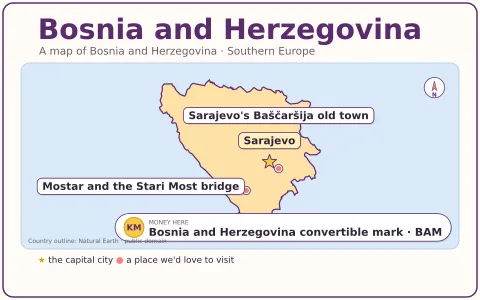 Bosnia and Herzegovina
A map of Bosnia and Herzegovina · Southern Europe
N
Sarajevo's Baščaršija old town
Sarajevo
Mostar and the Stari Most bridge
KM
MONEY HERE
Bosnia and Herzegovina convertible mark · BAM
Country outline: Natural Earth · public domain
★ the capital city ● a place we'd love to visit